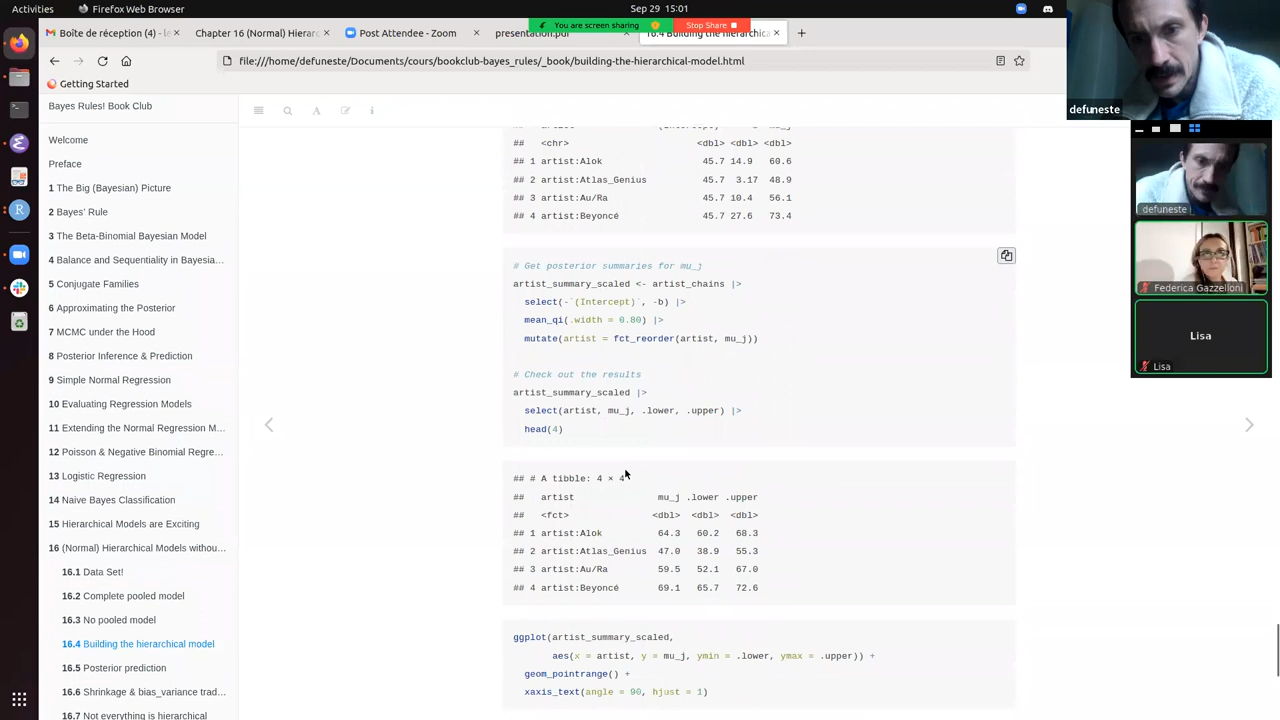 Activities
Firefox Web Browser
Sep 29 15:01
You are screen sharing
Stop Share
Boîte de réception (4) - le
Chapter 16 (Normal) Hierar
Post Attendee - Zoom
presentation.pdf
16.4 Building the hierarchica
file:///home/defuneste/Documents/cours/bookclub-bayes_rules/_book/building-the-hierarchical-model.html
Getting Started
Bayes Rules! Book Club
Welcome
Preface
1 The Big (Bayesian) Picture
2 Bayes' Rule
3 The Beta-Binomial Bayesian Model
4 Balance and Sequentiality in Bayesia...
5 Conjugate Families
6 Approximating the Posterior
7 MCMC under the Hood
8 Posterior Inference & Prediction
9 Simple Normal Regression
10 Evaluating Regression Models
11 Extending the Normal Regression M...
12 Poisson & Negative Binomial Regre...
13 Logistic Regression
14 Naive Bayes Classification
15 Hierarchical Models are Exciting
16 (Normal) Hierarchical Models withou...
16.1 Data Set!
16.2 Complete pooled model
16.3 No pooled model
16.4 Building the hierarchical model
16.5 Posterior prediction
16.6 Shrinkage & bias_variance trad...
16.7 Not everything is hierarchical
## artist (Intercept) b mu_j
## <chr> <dbl> <dbl> <dbl>
## 1 artist:Alok 45.7 14.9 60.6
## 2 artist:Atlas_Genius 45.7 3.17 48.9
## 3 artist:Au/Ra 45.7 10.4 56.1
## 4 artist:Beyoncé 45.7 27.6 73.4
# Get posterior summaries for mu_j
artist_summary_scaled <- artist_chains |>
select(-`(Intercept)`, -b) |>
mean_qi(.width = 0.80) |>
mutate(artist = fct_reorder(artist, mu_j))
# Check out the results
artist_summary_scaled |>
select(artist, mu_j, .lower, .upper) |>
head(4)
## # A tibble: 4 × 4
## artist mu_j .lower .upper
## <fct> <dbl> <dbl> <dbl>
## 1 artist:Alok 64.3 60.2 68.3
## 2 artist:Atlas_Genius 47.0 38.9 55.3
## 3 artist:Au/Ra 59.5 52.1 67.0
## 4 artist:Beyoncé 69.1 65.7 72.6
ggplot(artist_summary_scaled,
aes(x = artist, y = mu_j, ymin = .lower, ymax = .upper)) +
geom_pointrange() +
xaxis_text(angle = 90, hjust = 1)
defuneste
defuneste
Federica Gazzelloni
Lisa
Lisa